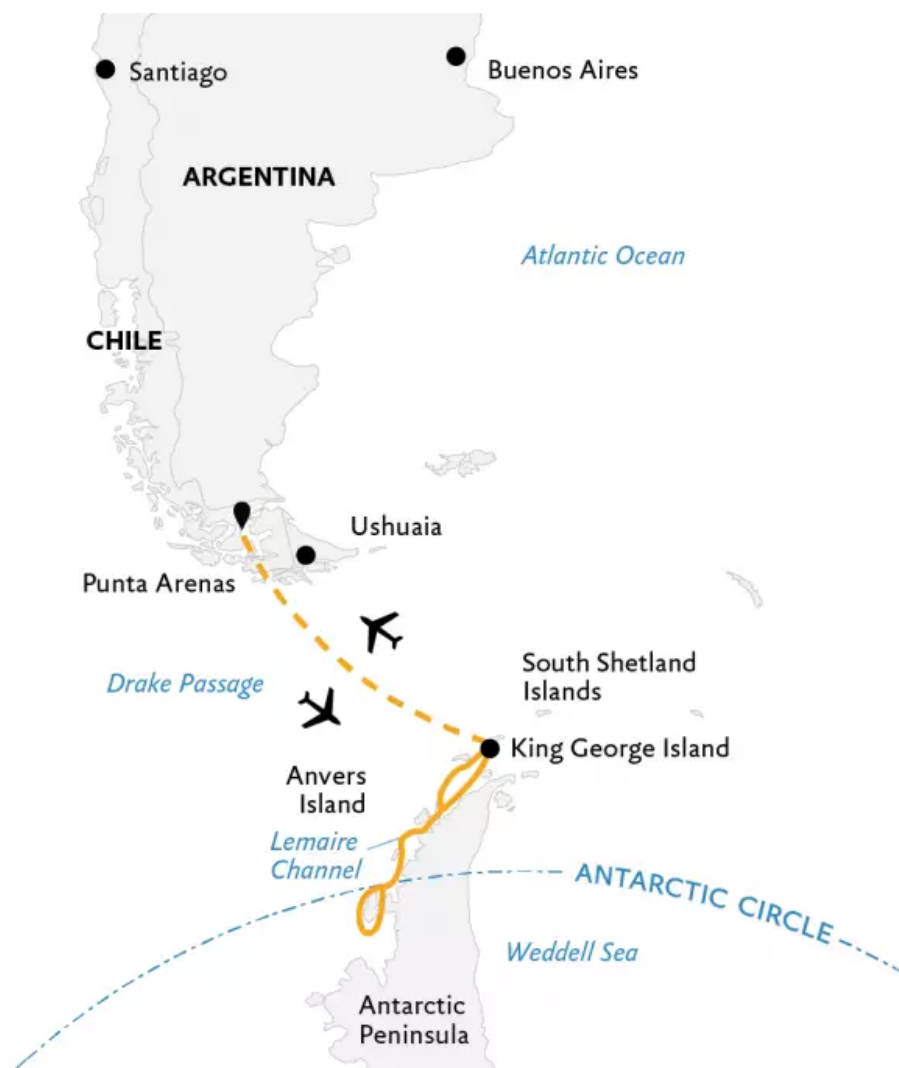 Santiago
Buenos Aires
ARGENTINA
Atlantic Ocean
CHILE
Ushuaia
Punta Arenas
South Shetland
Islands
Drake Passage
King George Island
Anvers
Island
Lemaire
Channel
ANTARCTIC CIRCLE
Weddell Sea
Antarctic
Peninsula